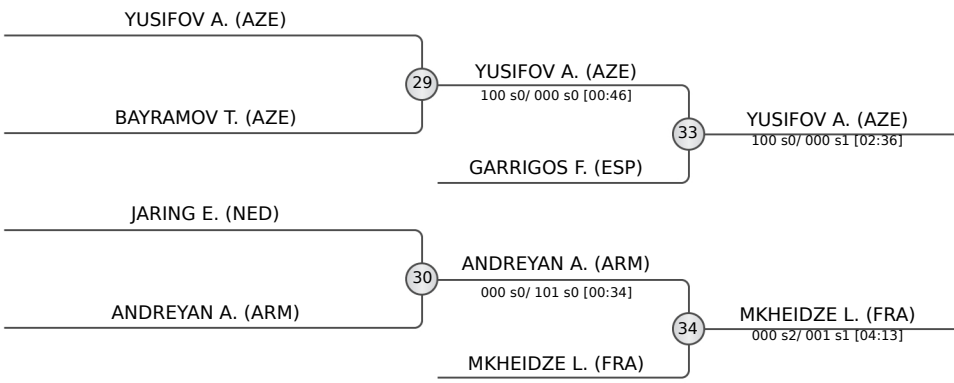 YUSIFOV A. (AZE)
29
BAYRAMOV T. (AZE)
YUSIFOV A. (AZE)
100 s0/ 000 s0 [00:46]
33
GARRIGOS F. (ESP)
YUSIFOV A. (AZE)
100 s0/ 000 s1 [02:36]
JARING E. (NED)
30
ANDREYAN A. (ARM)
ANDREYAN A. (ARM)
000 s0/ 101 s0 [00:34]
34
MKHEIDZE L. (FRA)
MKHEIDZE L. (FRA)
000 s2/ 001 s1 [04:13]